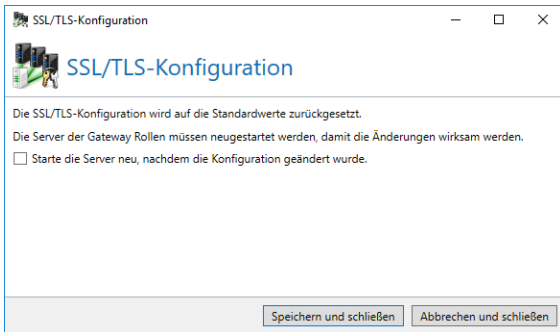 SSL/TLS-Konfiguration
SSL/TLS-Konfiguration
Die SSL/TLS-Konfiguration wird auf die Standardwerte zurückgesetzt.
Die Server der Gateway Rollen müssen neugestartet werden, damit die Änderungen wirksam werden.
Starte die Server neu, nachdem die Konfiguration geändert wurde.
Speichern und schließen Abbrechen und schließen